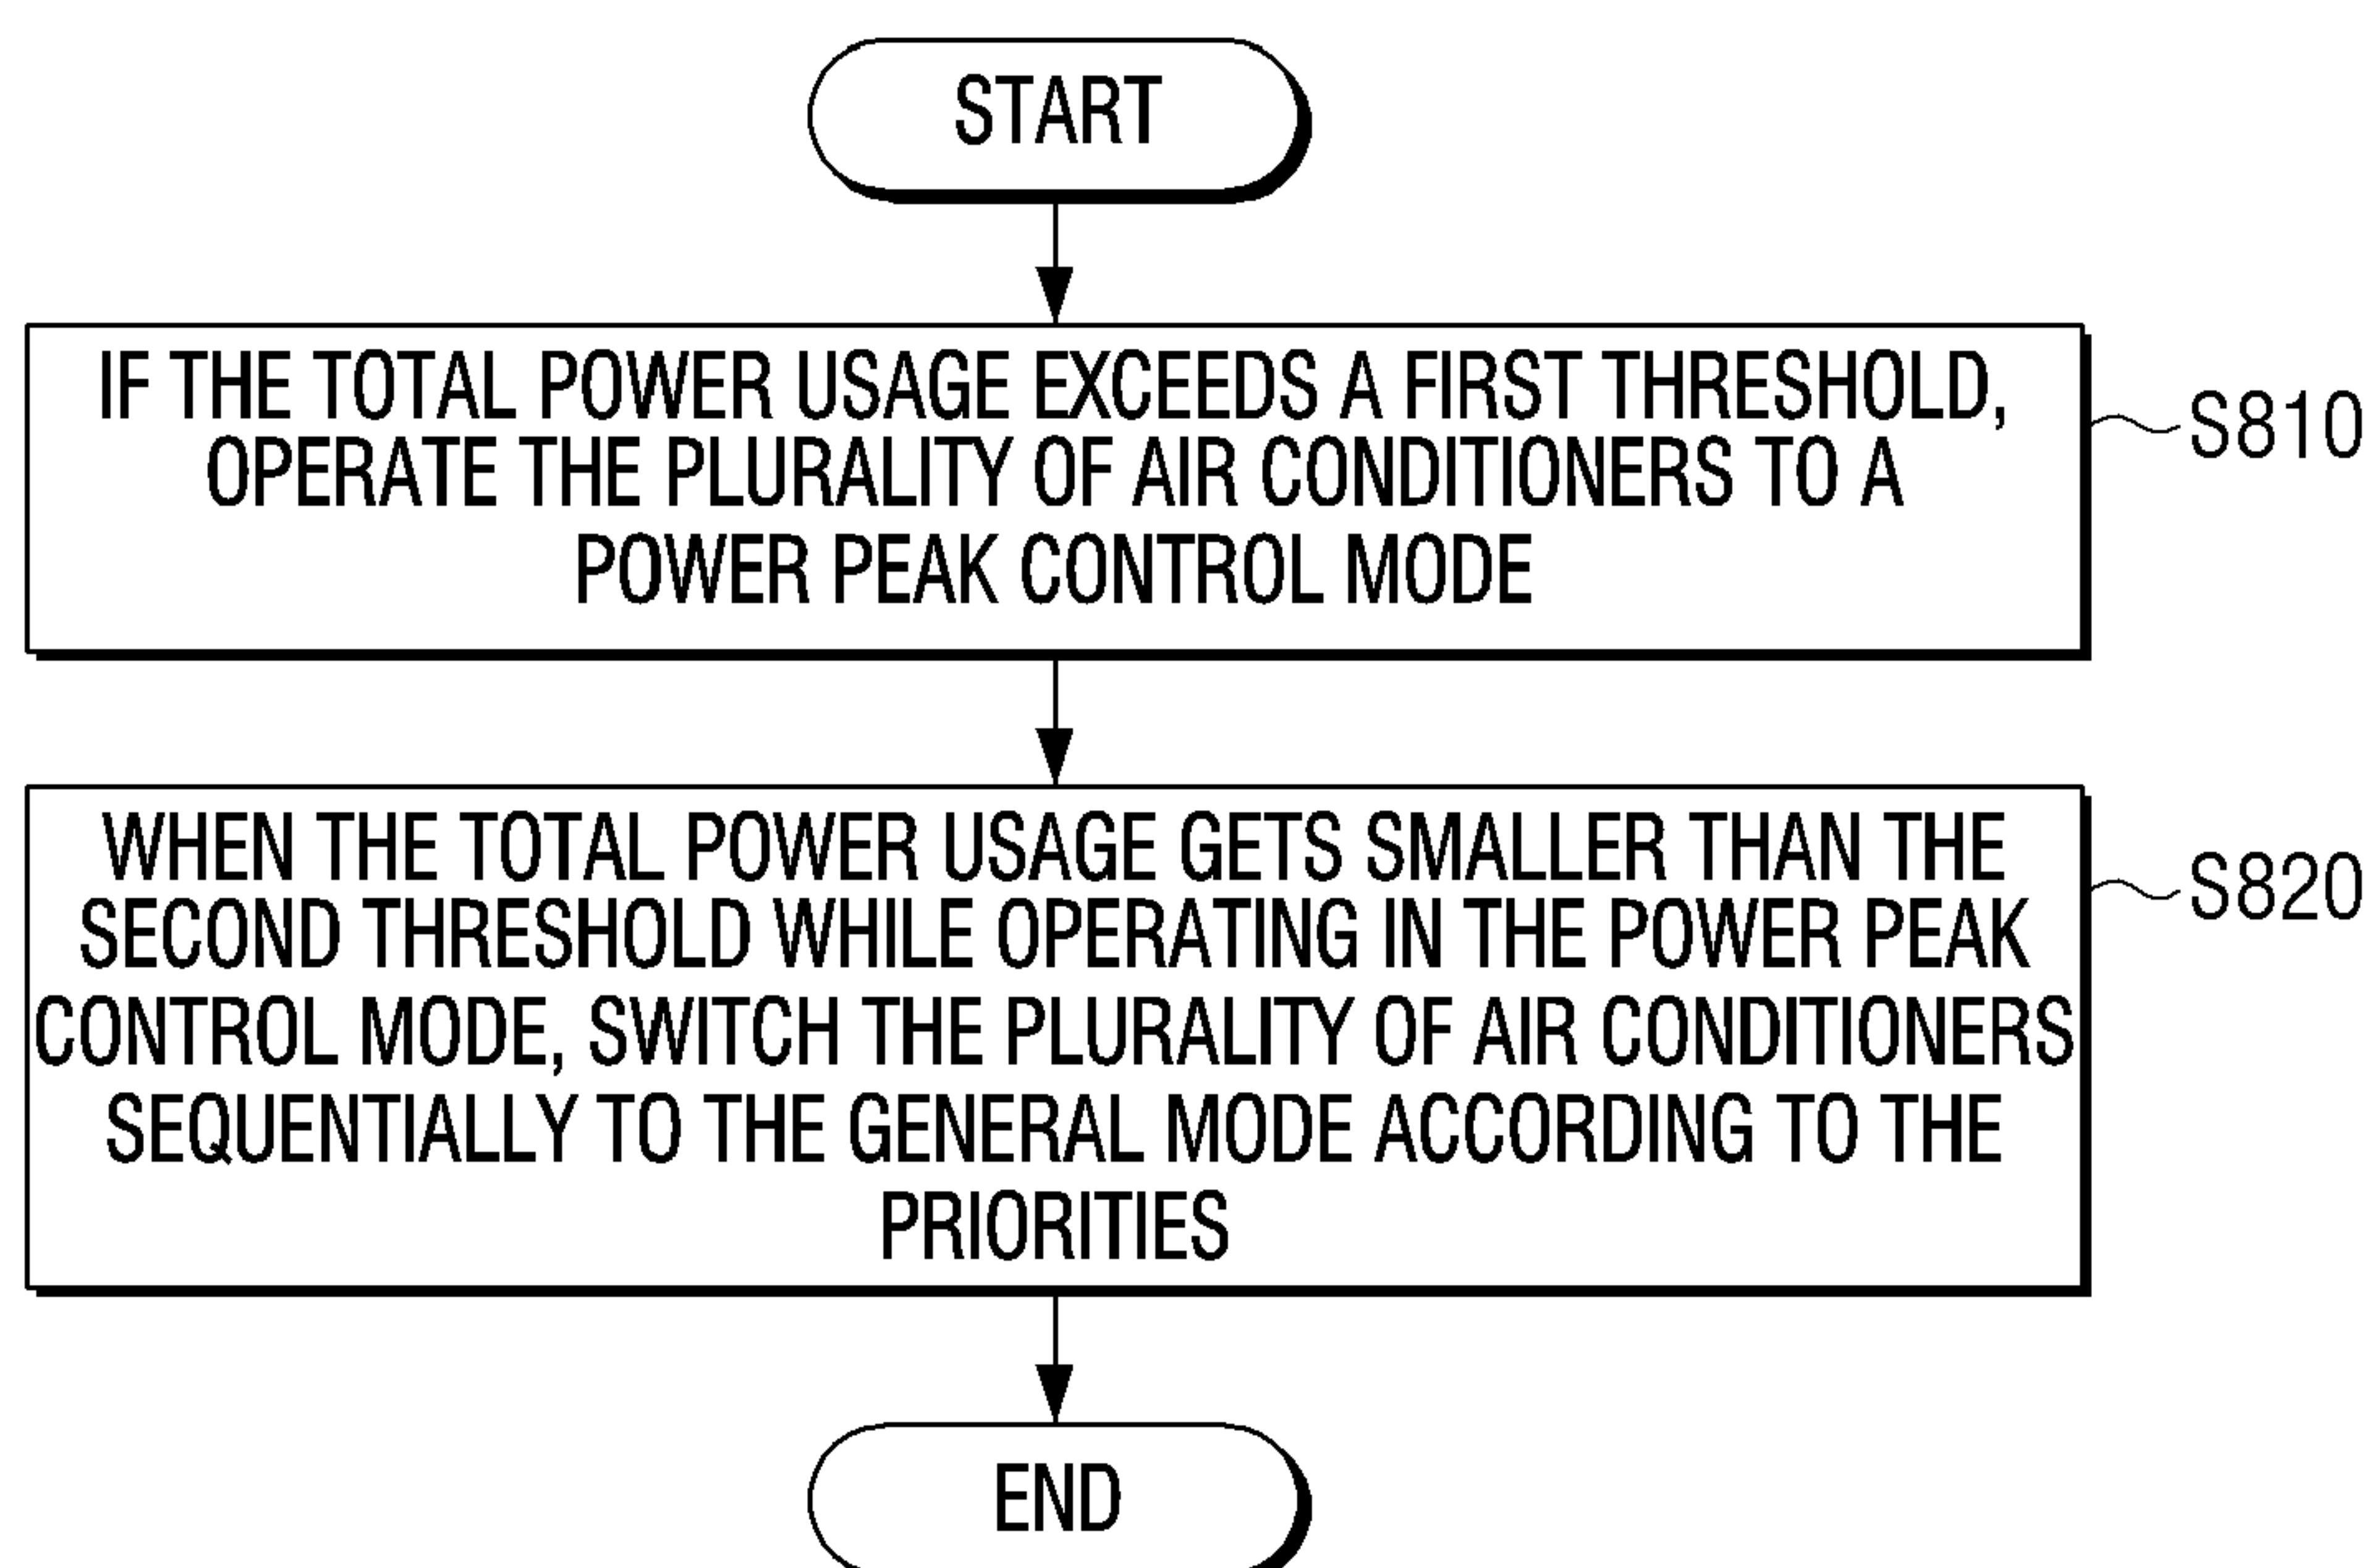 START
IF THE TOTAL POWER USAGE EXCEEDS A FIRST THRESHOLD,
OPERATE THE PLURALITY OF AIR CONDITIONERS TO A
POWER PEAK CONTROL MODE
S810
WHEN THE TOTAL POWER USAGE GETS SMALLER THAN THE
SECOND THRESHOLD WHILE OPERATING IN THE POWER PEAK
CONTROL MODE, SWITCH THE PLURALITY OF AIR CONDITIONERS
SEQUENTIALLY TO THE GENERAL MODE ACCORDING TO THE
PRIORITIES
S820
END